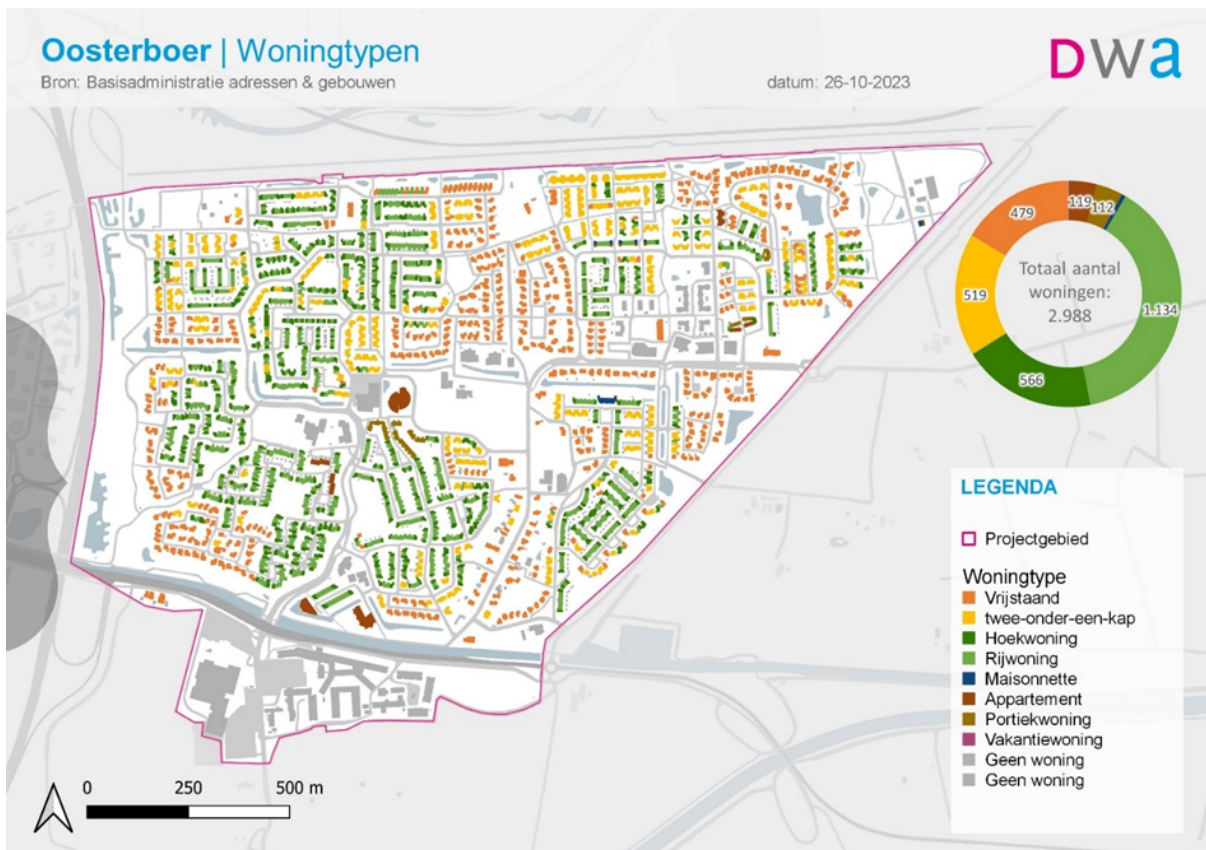 Oosterboer | Woningtypen
Bron: Basisadministratie adressen & gebouwen
datum: 26-10-2023
DWa
479
119
112
519
Totaal aantal
woningen:
2.988
1.134
566
LEGENDA
Projectgebied
Woningtype
Vrijstaand
twee-onder-een-kap
Hoekwoning
Rijwoning
Maisonnette
Appartement
Portiekwoning
Vakantiewoning
Geen woning
Geen woning
0 250 500 m